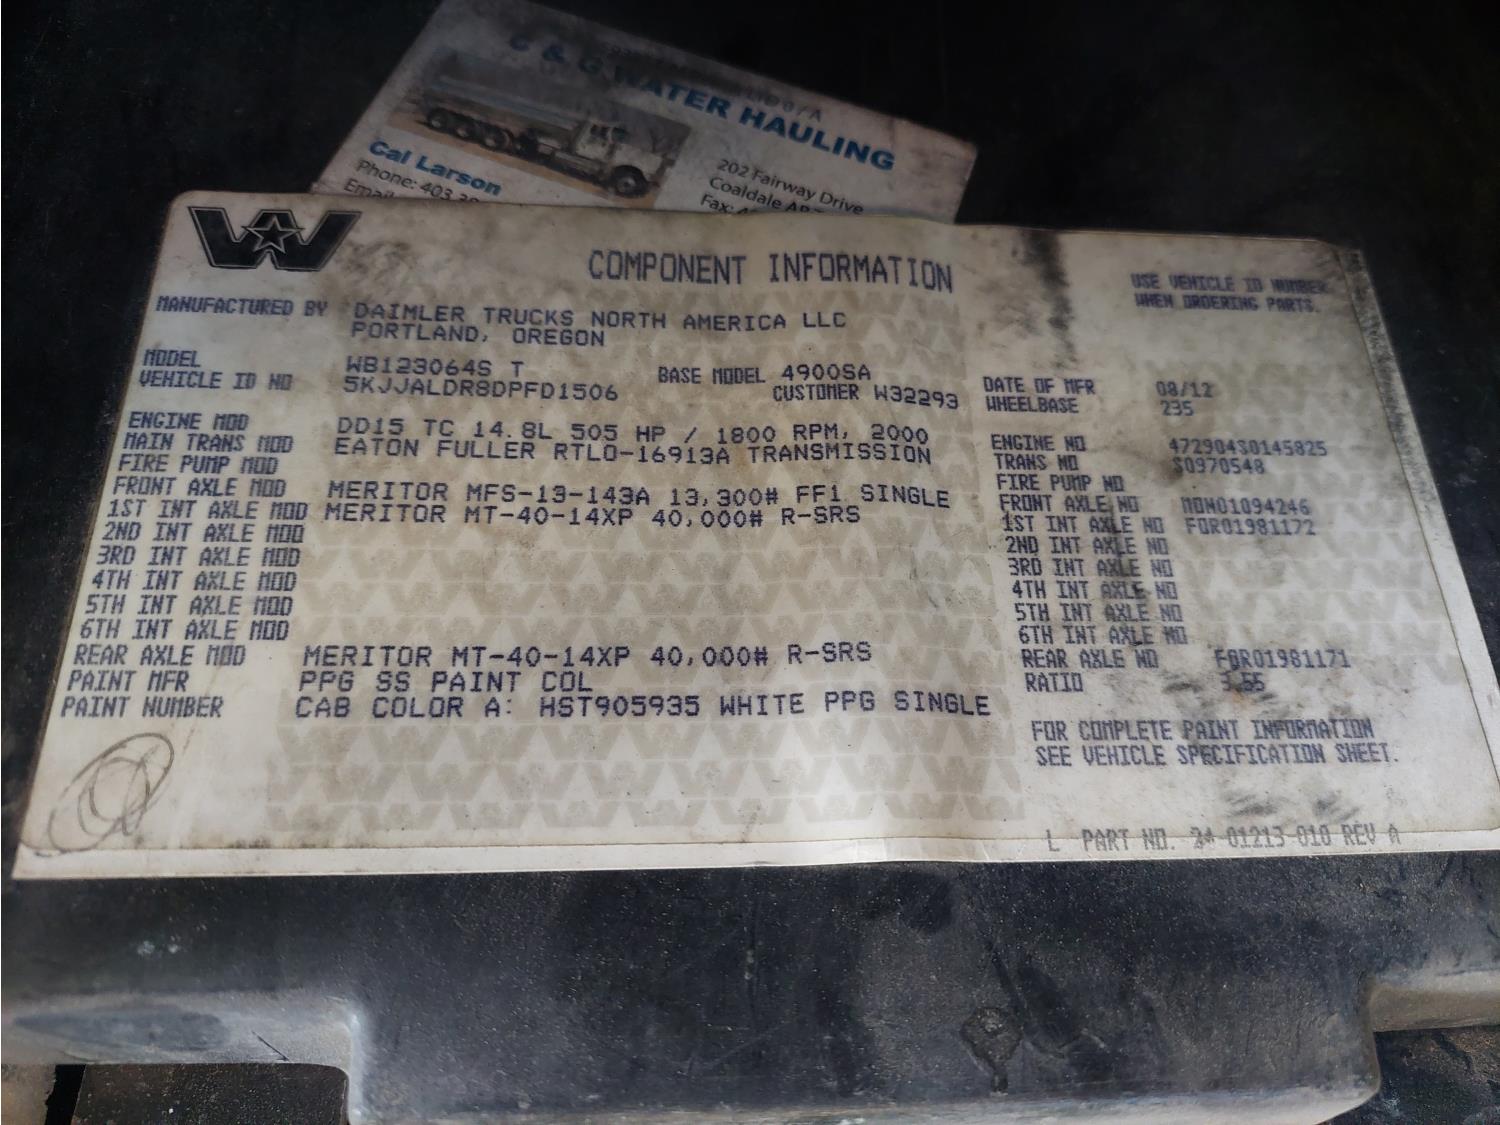 C & G WATER HAULING
Cal Larson
Phone: 403
202 Fairway Drive
Coaldale AB
Fax:
COMPONENT INFORMATION
USE VEHICLE ID NUMBER
WHEN ORDERING PARTS.
MANUFACTURED BY DAIMLER TRUCKS NORTH AMERICA LLC
PORTLAND, OREGON
MODEL WB123064S T BASE MODEL 4900SA
VEHICLE ID NO 5KJJALDR8DPFD1506 CUSTOMER W32293
DATE OF MFR 08/12
WHEELBASE 235
ENGINE MOD DD15 TC 14.8L 505 HP / 1800 RPM, 2000
MAIN TRANS MOD EATON FULLER RTLO-16913A TRANSMISSION
FIRE PUMP MOD
FRONT AXLE MOD MERITOR MFS-13-143A 13,300# FF1 SINGLE
1ST INT AXLE MOD MERITOR MT-40-14XP 40,000# R-SRS
2ND INT AXLE MOD
3RD INT AXLE MOD
4TH INT AXLE MOD
5TH INT AXLE MOD
6TH INT AXLE MOD
REAR AXLE MOD MERITOR MT-40-14XP 40,000# R-SRS
PAINT MFR PPG SS PAINT COL
PAINT NUMBER CAB COLOR A: HST905935 WHITE PPG SINGLE
ENGINE NO 472904S0145825
TRANS NO S0970548
FIRE PUMP NO
FRONT AXLE NO NON01094246
1ST INT AXLE NO FOR01981172
2ND INT AXLE NO
3RD INT AXLE NO
4TH INT AXLE NO
5TH INT AXLE NO
6TH INT AXLE NO
REAR AXLE NO FOR01981171
RATIO 3.55
FOR COMPLETE PAINT INFORMATION
SEE VEHICLE SPECIFICATION SHEET.
L PART NO. 24-01213-010 REV A